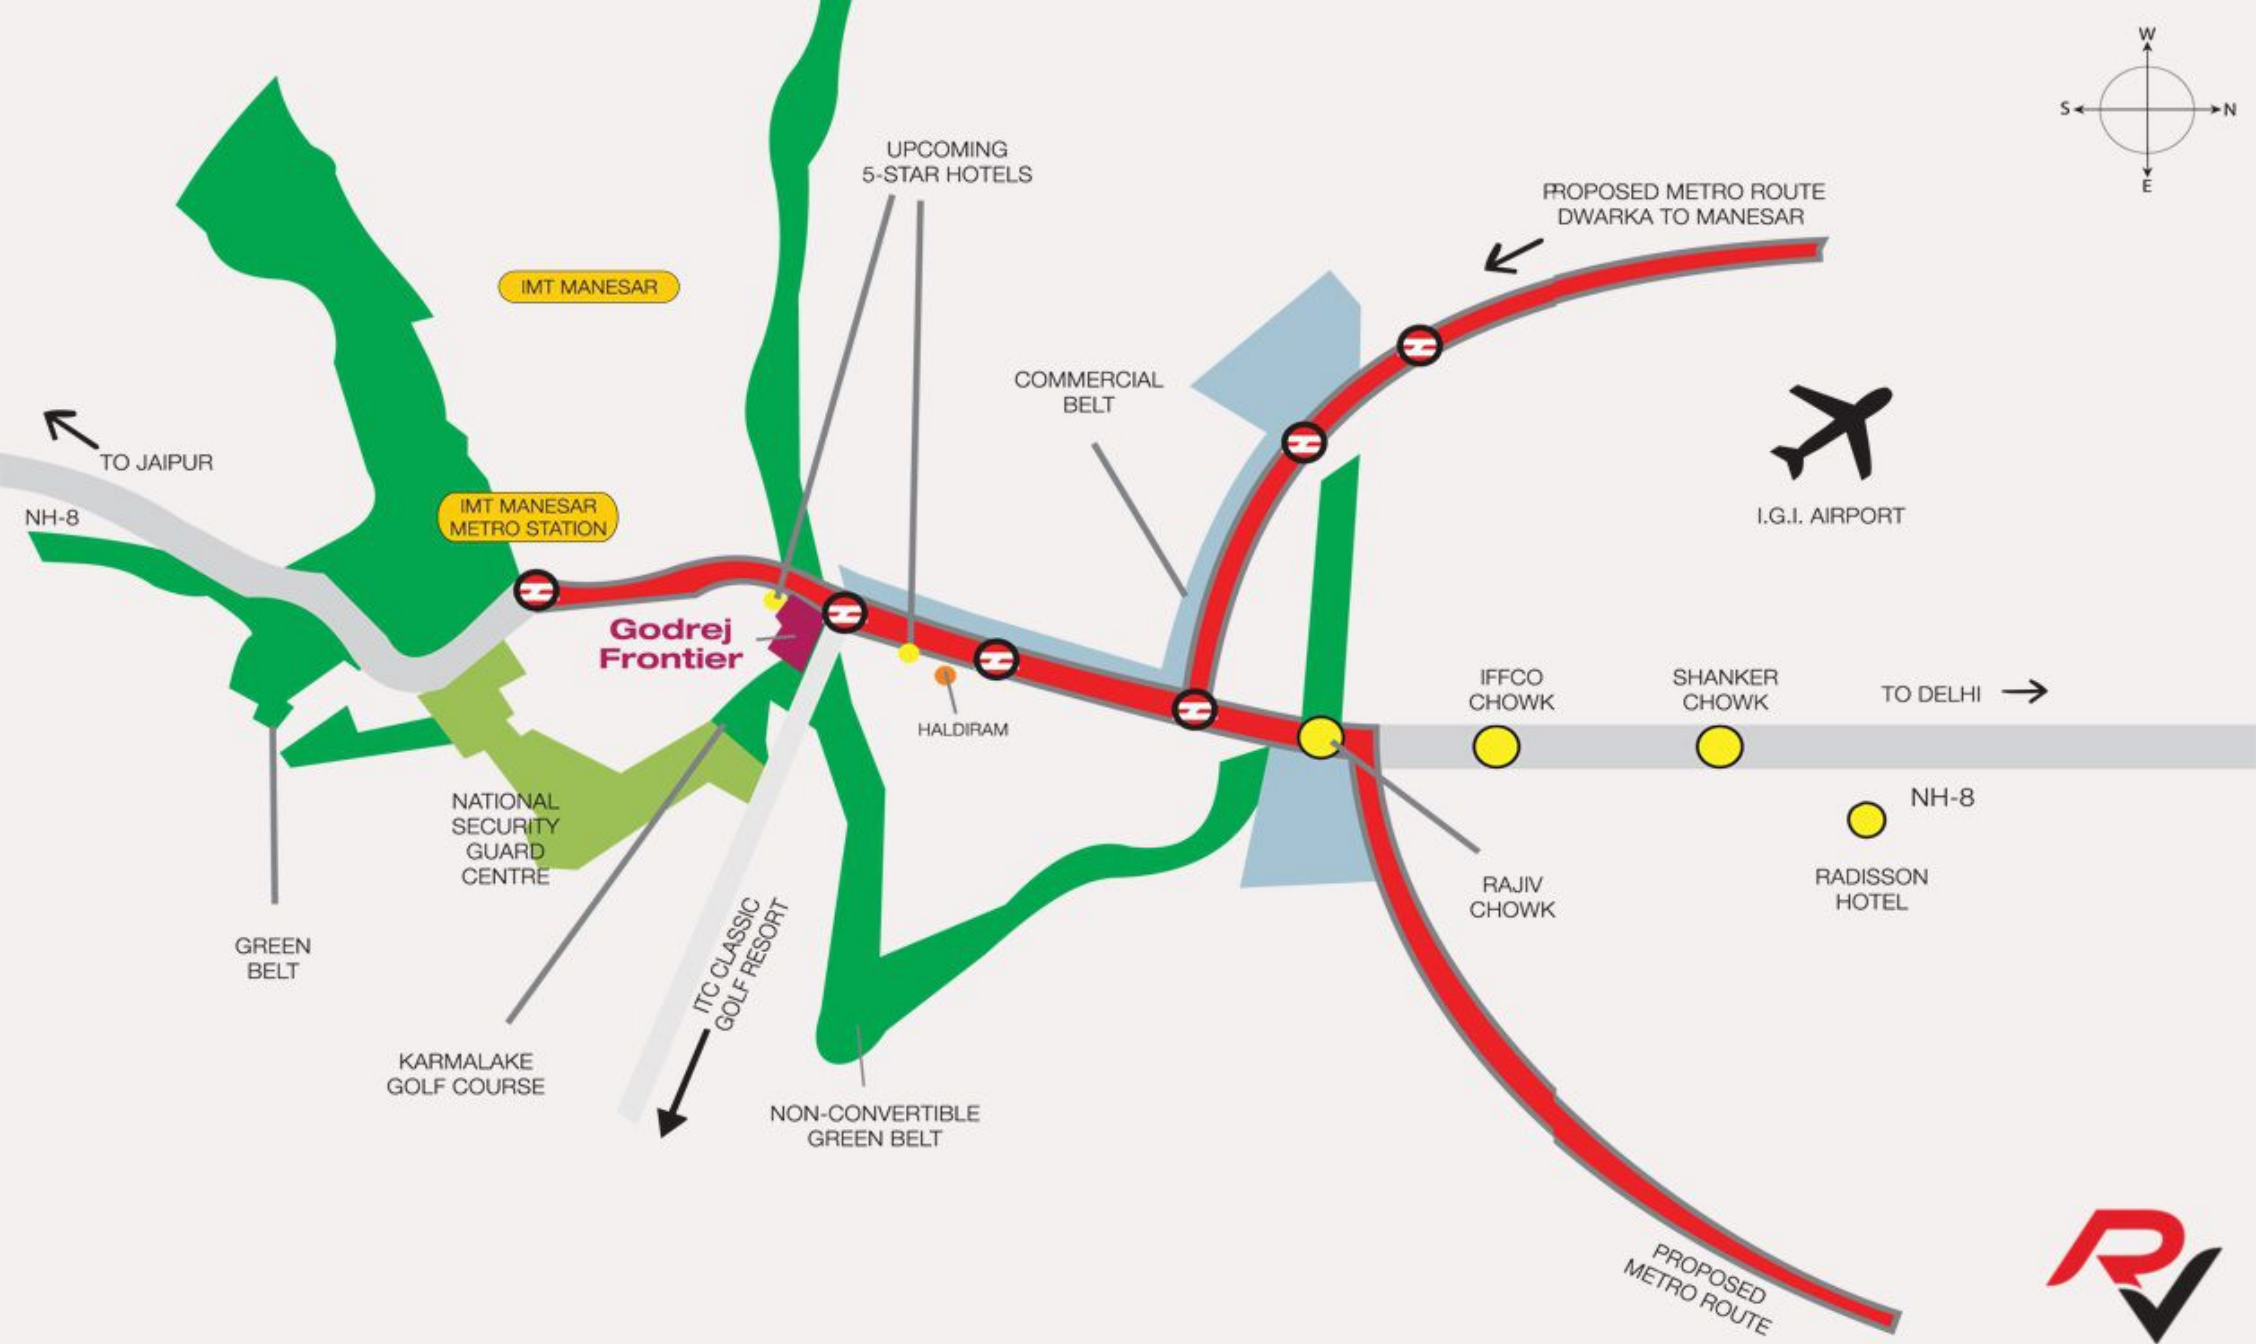 W
S
N
E
UPCOMING
5-STAR HOTELS
PROPOSED METRO ROUTE
DWARKA TO MANESAR
IMT MANESAR
COMMERCIAL
BELT
TO JAIPUR
NH-8
IMT MANESAR
METRO STATION
I.G.I. AIRPORT
Godrej
Frontier
HALDIRAM
IFFCO
CHOWK
SHANKER
CHOWK
TO DELHI
NH-8
NATIONAL
SECURITY
GUARD
CENTRE
RAJIV
CHOWK
RADISSON
HOTEL
GREEN
BELT
ITC CLASSIC
GOLF RESORT
KARMALAKE
GOLF COURSE
NON-CONVERTIBLE
GREEN BELT
PROPOSED
METRO ROUTE